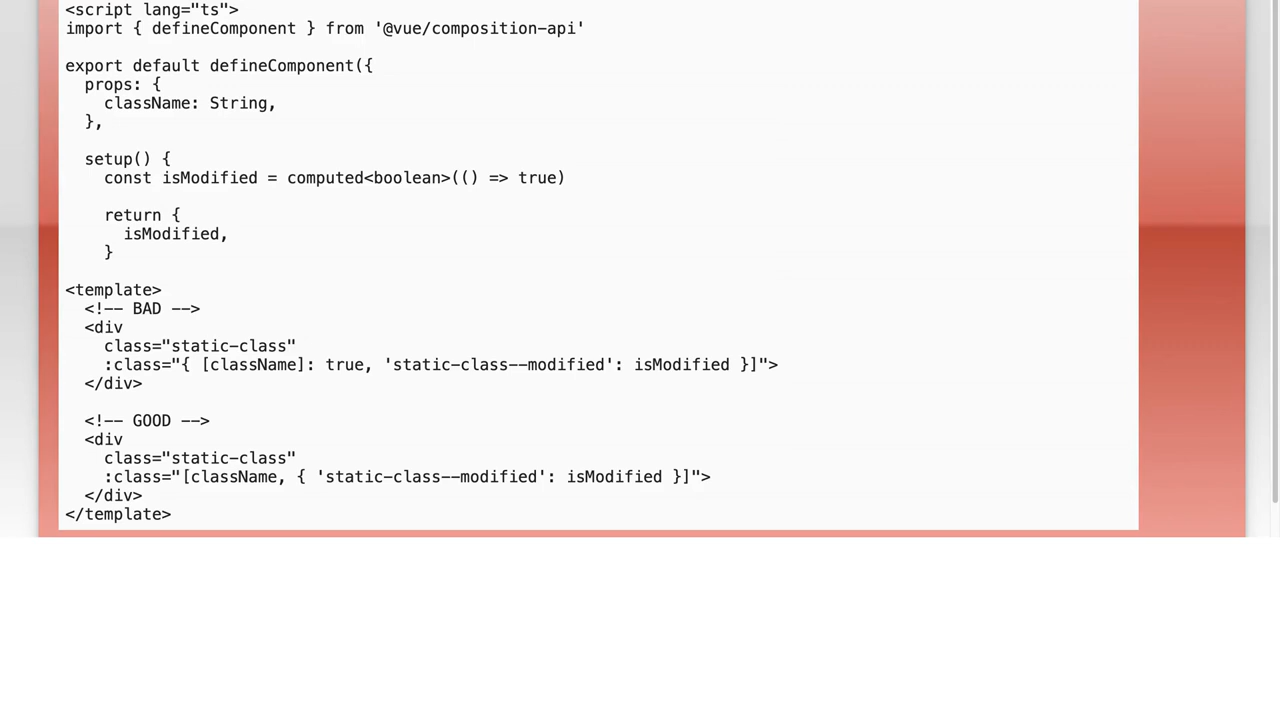 <script lang="ts">
import { defineComponent } from '@vue/composition-api'
export default defineComponent({
props: {
className: String,
},
setup() {
const isModified = computed<boolean>(() => true)
return {
isModified,
}
<template>
<!-- BAD -->
<div
class="static-class"
:class="{ [className]: true, 'static-class--modified': isModified }]">
</div>
<!-- GOOD -->
<div
class="static-class"
:class="[className, { 'static-class--modified': isModified }]">
</div>
</template>